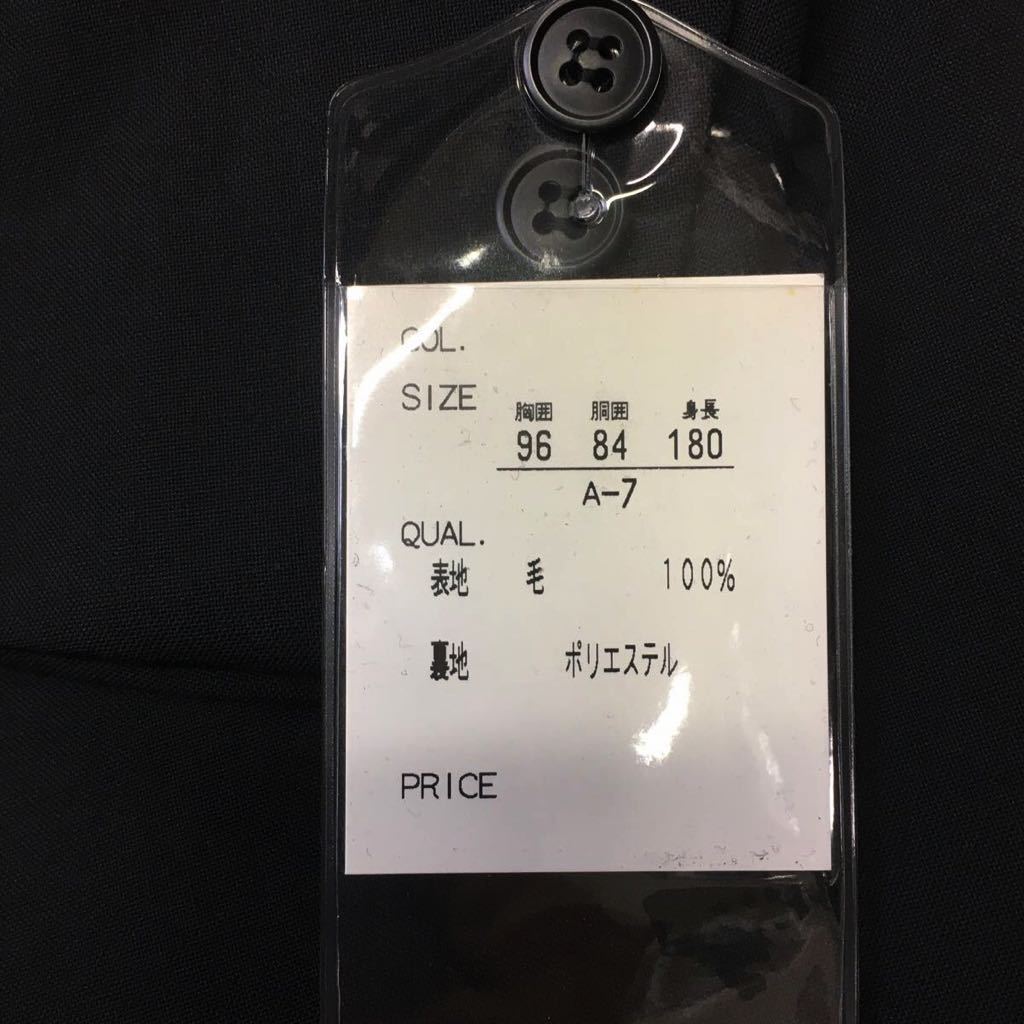 COL.
SIZE
胸囲 胴囲 身長
96 84 180
A-7
QUAL.
表地 毛 100%
裏地 ポリエステル
PRICE